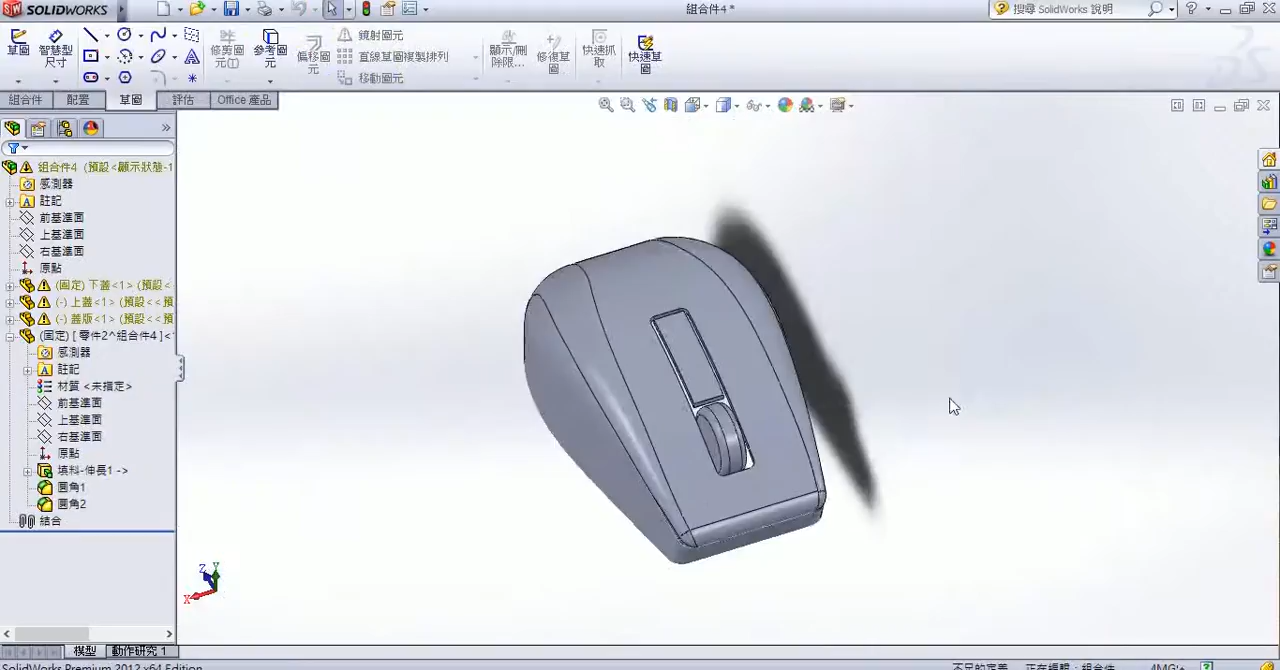 SOLIDWORKS
組合件4 *
搜尋 SolidWorks 說明
草圖
智慧型尺寸
修剪圖元(I)
參考圖元
偏移圖元
鏡射圖元
直線草圖複製排列
移動圖元
顯示/刪除限...
修復草圖
快速抓取
快速草圖
組合件
配置
草圖
評估
Office 產品
組合件4 (預設<顯示狀態-1
感測器
註記
前基準面
上基準面
右基準面
原點
(固定) 下蓋<1> (預設<
(-) 上蓋<1> (預設<<預
(-) 蓋版<1> (預設<<預
(固定) [ 零件2^組合件4 ]<
感測器
註記
材質 <未指定>
前基準面
上基準面
右基準面
原點
填料-伸長1 ->
圓角1
圓角2
結合
Z
Y
X
模型
動作研究 1
SolidWorks Premium 2012 x64 Edition
不足的定義
正在編輯：組合件